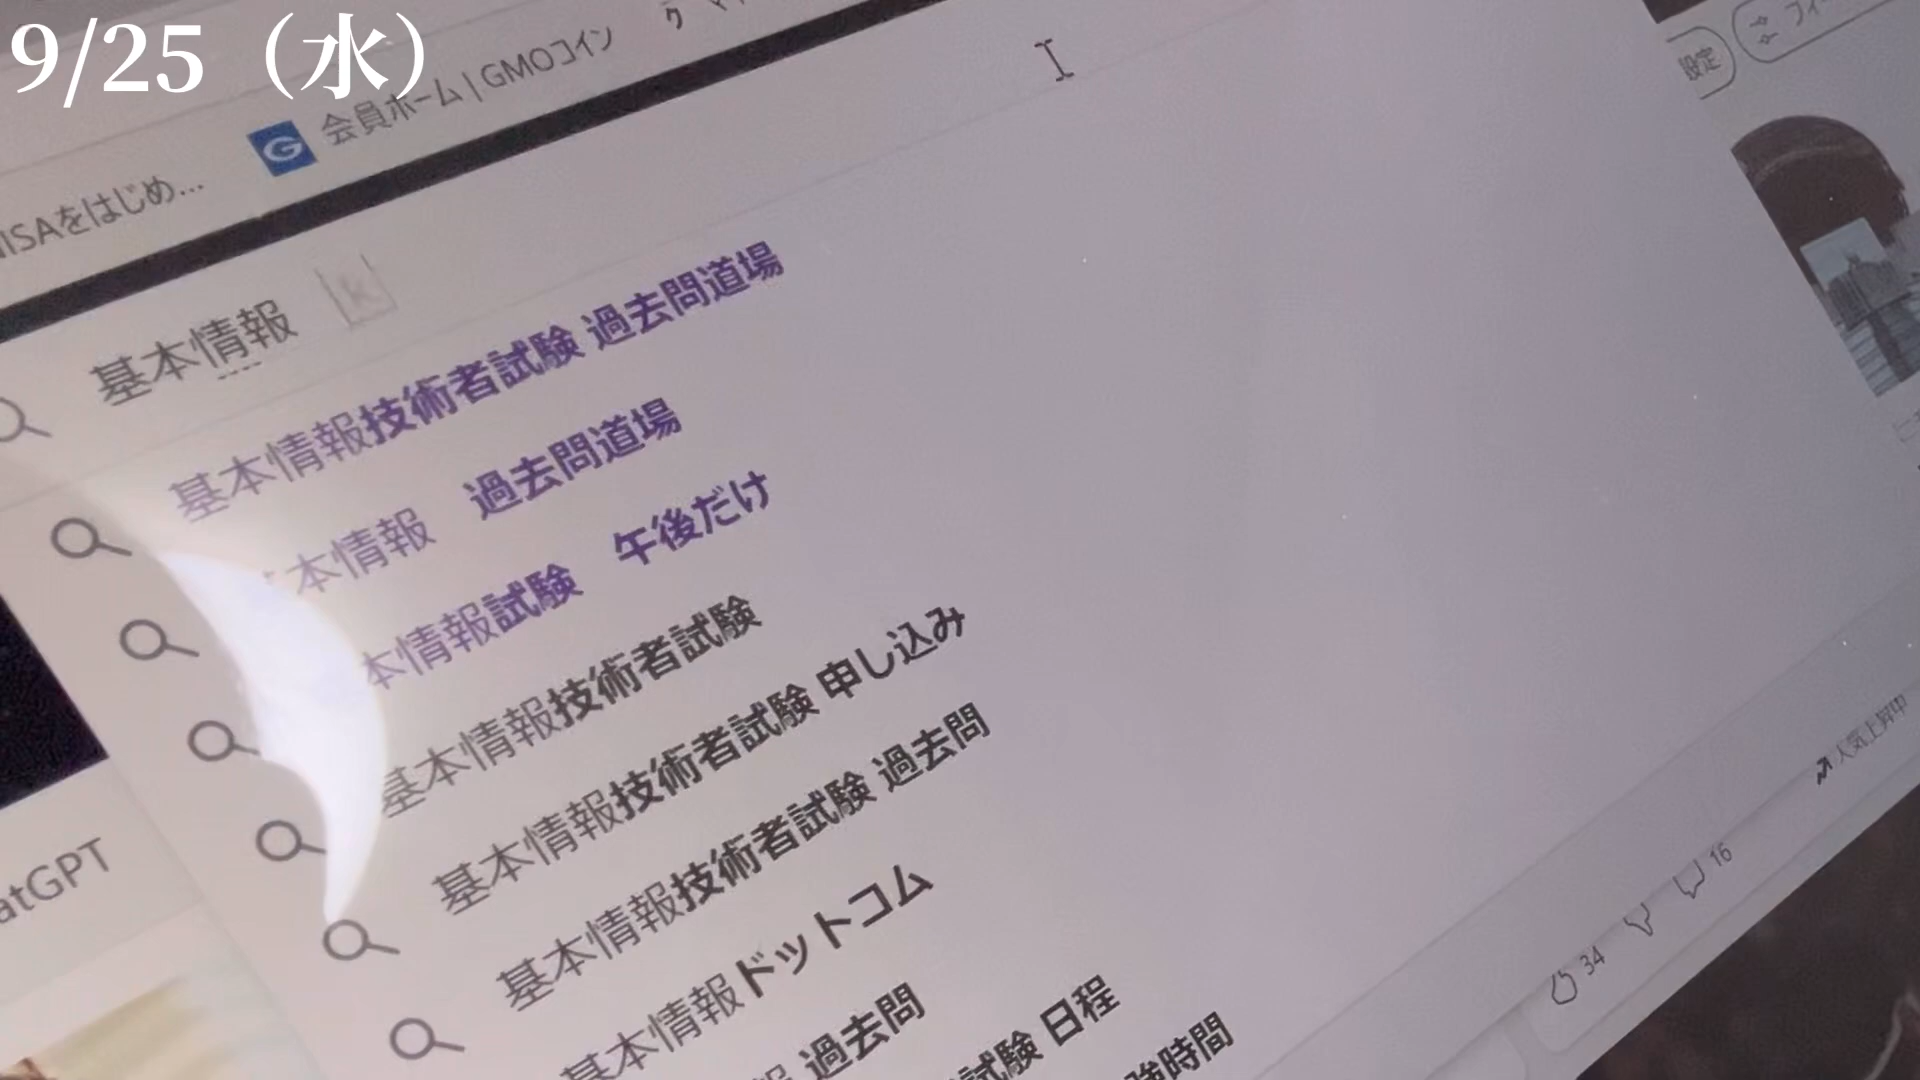 9/25（水）
会員ホーム | GMOコイン
ISAをはじめ...
設定
基本情報
基本情報技術者試験 過去問道場
本情報 過去問道場
本情報試験 午後だけ
基本情報技術者試験
基本情報技術者試験 申し込み
基本情報技術者試験 過去問
基本情報ドットコム
報 過去問
試験 日程
強時間
atGPT
人気上昇中
34
16